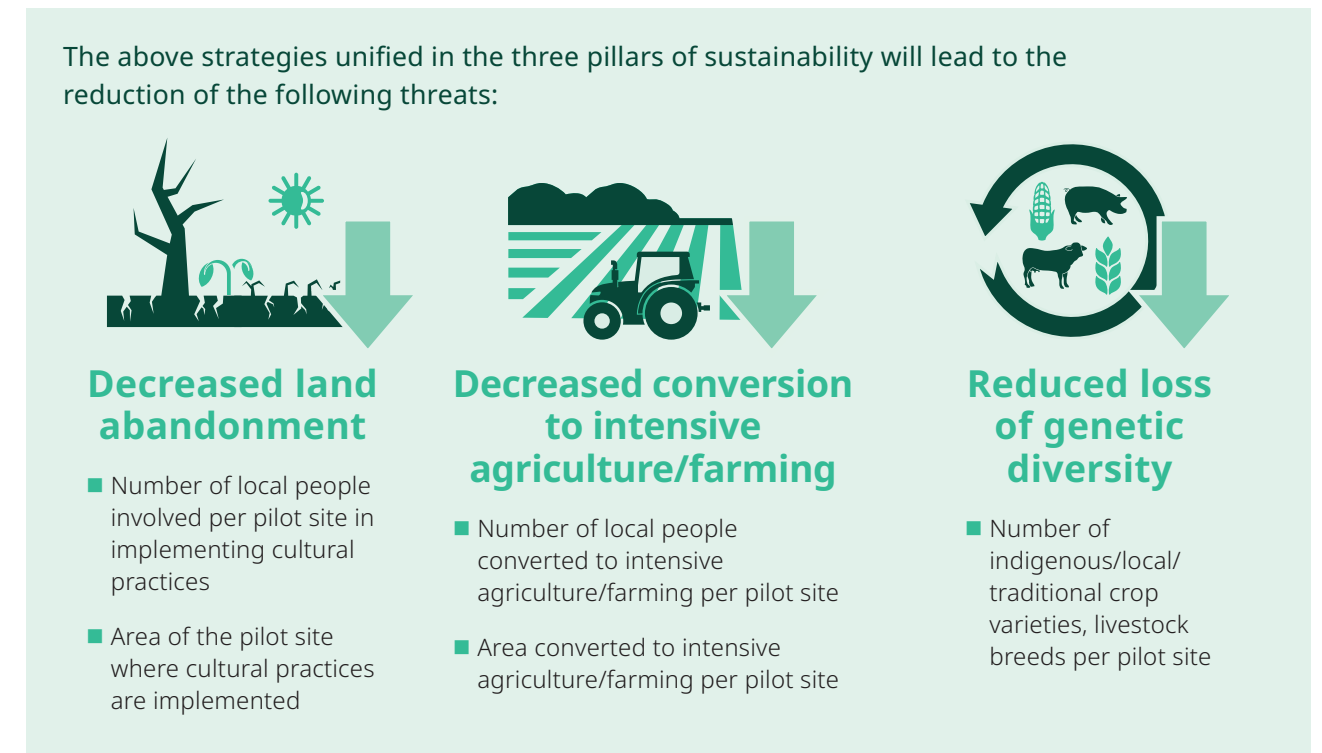 The above strategies unified in the three pillars of sustainability will lead to the
reduction of the following threats:
Decreased land
abandonment
■ Number of local people
involved per pilot site in
implementing cultural
practices
■ Area of the pilot site
where cultural practices
are implemented
Decreased conversion
to intensive
agriculture/farming
■ Number of local people
converted to intensive
agriculture/farming per pilot site
■ Area converted to intensive
agriculture/farming per pilot site
Reduced loss
of genetic
diversity
■ Number of
indigenous/local/
traditional crop
varieties, livestock
breeds per pilot site